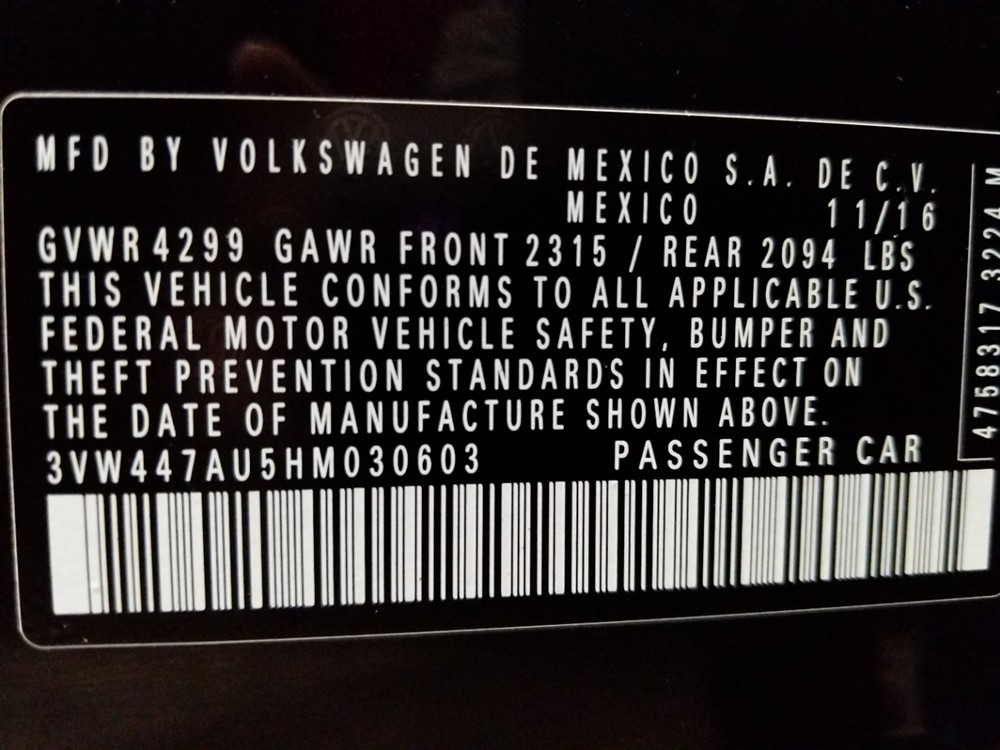 MFD BY VOLKSWAGEN DE MEXICO S.A. DE C.V.
MEXICO 11/16
GVWR 4299 GAWR FRONT 2315 / REAR 2094 LBS
THIS VEHICLE CONFORMS TO ALL APPLICABLE U.S.
FEDERAL MOTOR VEHICLE SAFETY, BUMPER AND
THEFT PREVENTION STANDARDS IN EFFECT ON
THE DATE OF MANUFACTURE SHOWN ABOVE.
3VW447AU5HM030603 PASSENGER CAR
4758317 3224 M